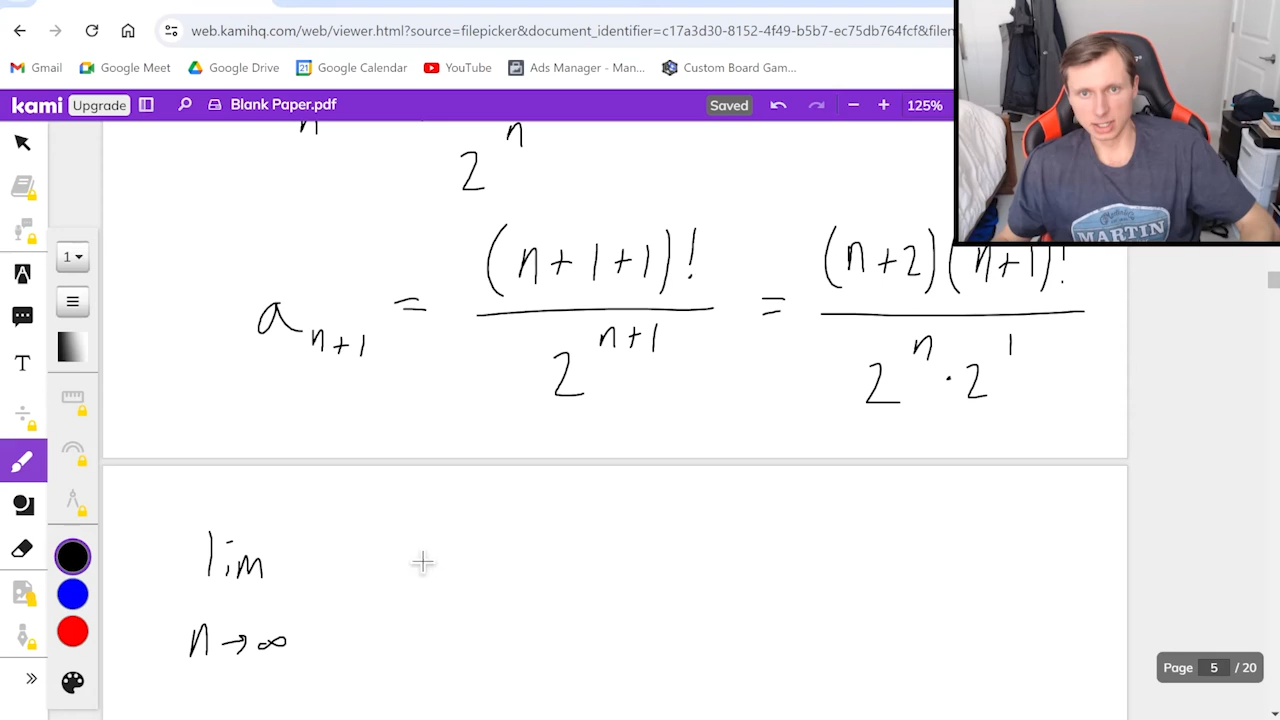 web.kamihq.com/web/viewer.html?source=filepicker&document_identifier=c17a3d30-8152-4f49-b5b7-ec75db764fcf&filen
Gmail Google Meet Google Drive Google Calendar YouTube Ads Manager - Man... Custom Board Gam...
kami Upgrade Blank Paper.pdf Saved 125%
n
2^n
a_{n+1} = (n+1+1)! / 2^{n+1} = (n+2)(n+1)! / 2^n · 2^1
1
T
lim
n→∞
Page 5 / 20
MARTIN